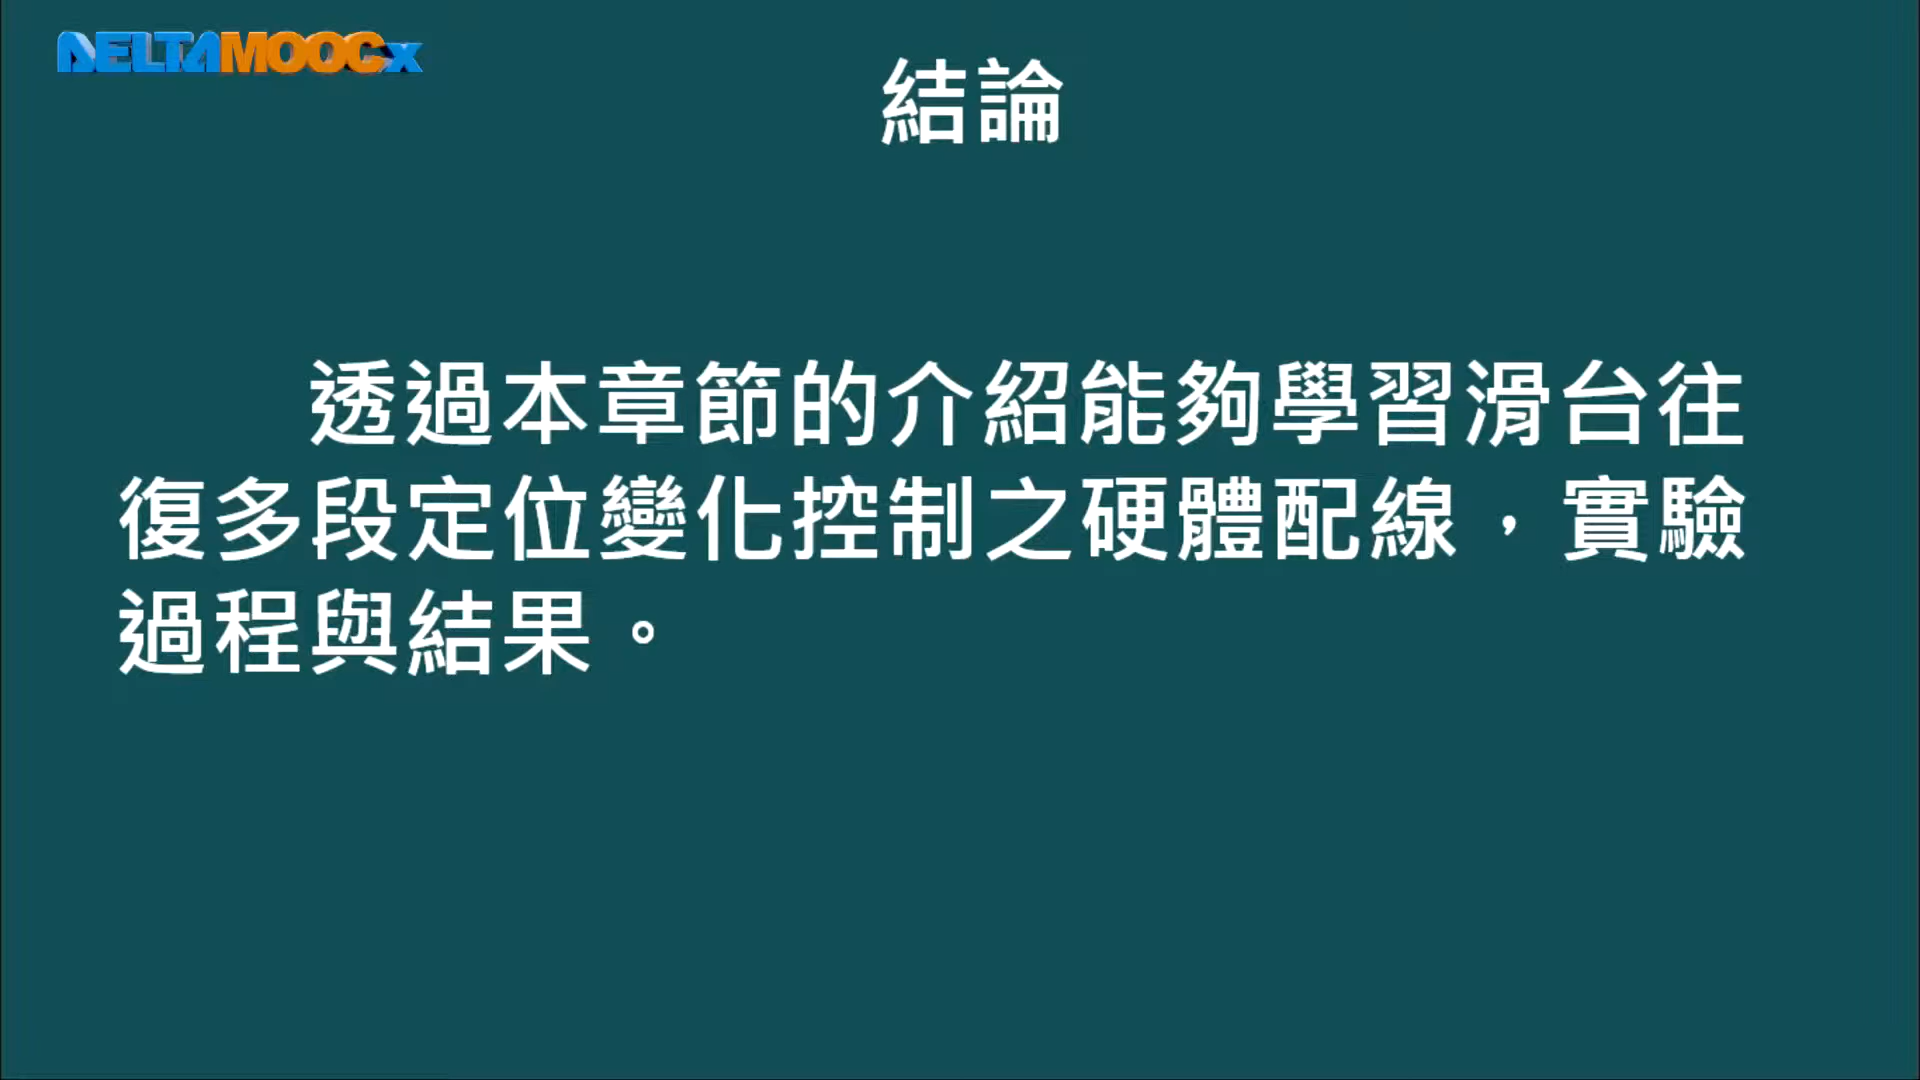 DELTAMOOCx
結論
透過本章節的介紹能夠學習滑台往
復多段定位變化控制之硬體配線，實驗
過程與結果。